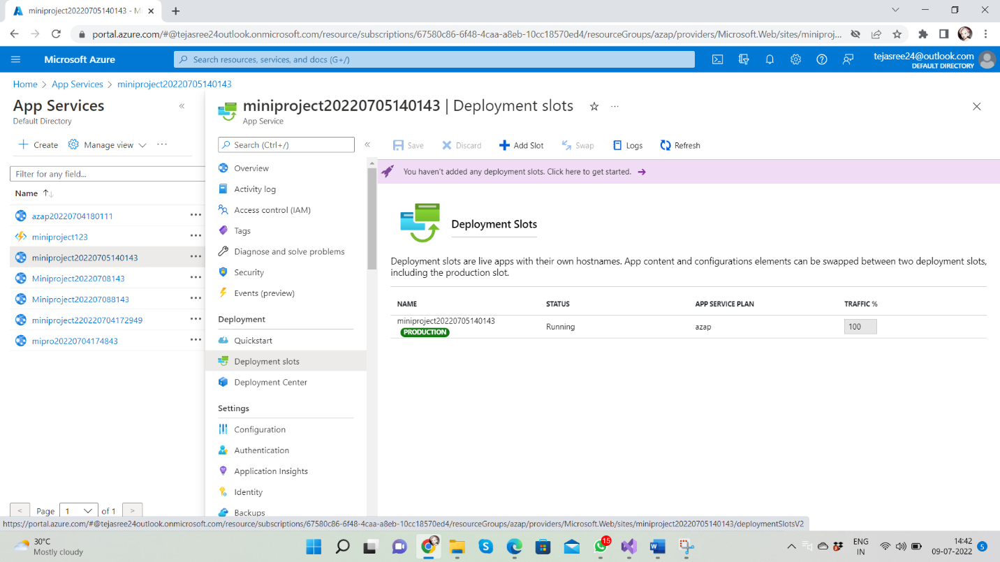 miniproject20220705140143 - Mi
portal.azure.com/#@tejasree24outlook.onmicrosoft.com/resource/subscriptions/67580c86-6f48-4caa-a8eb-10cc18570ed4/resourceGroups/azap/providers/Microsoft.Web/sites/miniproj...
Microsoft Azure
Search resources, services, and docs (G+/)
tejasree24@outlook.com
DEFAULT DIRECTORY
Home > App Services > miniproject20220705140143
App Services
Default Directory
Create Manage view
Filter for any field...
Name
azap20220704180111
miniproject123
miniproject20220705140143
Miniproject20220708143
Miniproject202207088143
miniproject220220704172949
mipro20220704174843
< Page 1 of 1 >
miniproject20220705140143 | Deployment slots
App Service
Search (Ctrl+/)
Overview
Activity log
Access control (IAM)
Tags
Diagnose and solve problems
Security
Events (preview)
Deployment
Quickstart
Deployment slots
Deployment Center
Settings
Configuration
Authentication
Application Insights
Identity
Backups
Save Discard Add Slot Swap Logs Refresh
You haven't added any deployment slots. Click here to get started.
Deployment Slots
Deployment slots are live apps with their own hostnames. App content and configurations elements can be swapped between two deployment slots,
including the production slot.
NAME STATUS APP SERVICE PLAN TRAFFIC %
miniproject20220705140143 Running azap 100
PRODUCTION
https://portal.azure.com/#@tejasree24outlook.onmicrosoft.com/resource/subscriptions/67580c86-6f48-4caa-a8eb-10cc18570ed4/resourceGroups/azap/providers/Microsoft.Web/sites/miniproject20220705140143/deploymentSlotsV2
30°C
Mostly cloudy
15
ENG
IN
14:42
09-07-2022
5